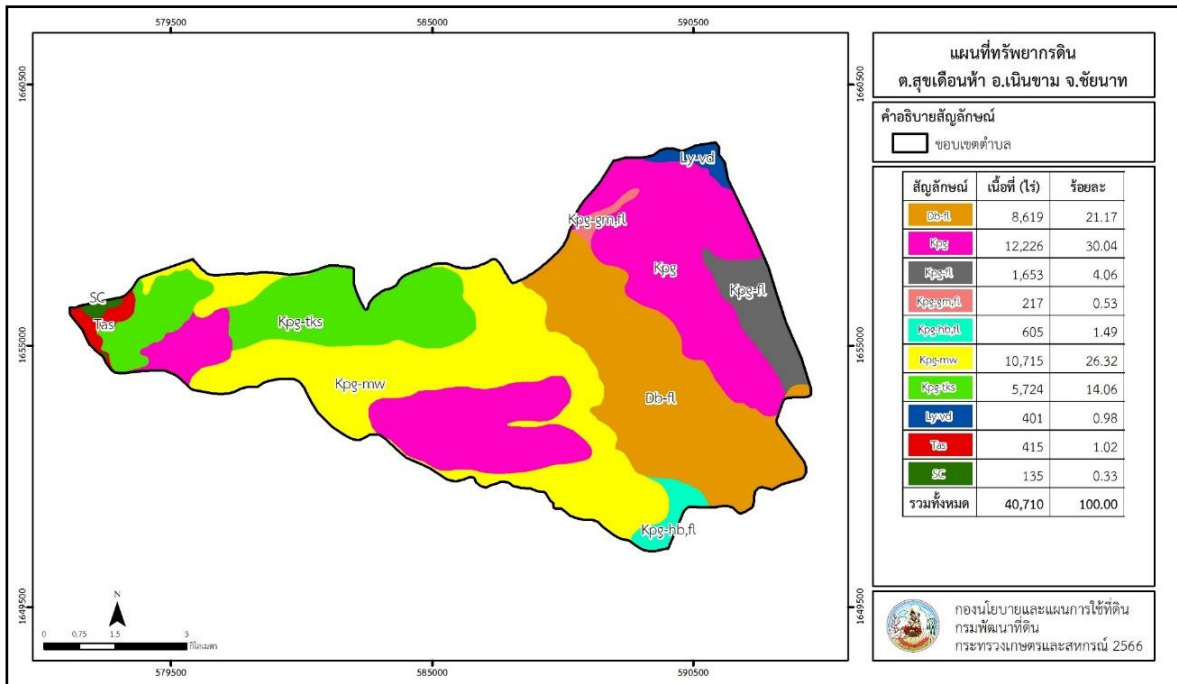 579500
585000
590500
1660500
1655000
1649500
1660500
1655000
1649500
579500
585000
590500
Ly-vd
Kpg-gm,fl
Kpg
Kpg-fl
SC
Tas
Kpg-tks
Kpg-mw
Db-fl
Kpg-hb,fl
N
0 0.75 1.5 3
กิโลเมตร
แผนที่ทรัพยากรดิน
ต.สุขเดือนห้า อ.เนินขาม จ.ชัยนาท
คำอธิบายสัญลักษณ์
ขอบเขตตำบล
สัญลักษณ์ เนื้อที่ (ไร่) ร้อยละ
Db-fl 8,619 21.17
Kpg 12,226 30.04
Kpg-fl 1,653 4.06
Kpg-gm,fl 217 0.53
Kpg-hb,fl 605 1.49
Kpg-mw 10,715 26.32
Kpg-tks 5,724 14.06
Ly-vd 401 0.98
Tas 415 1.02
SC 135 0.33
รวมทั้งหมด 40,710 100.00
กองนโยบายและแผนการใช้ที่ดิน
กรมพัฒนาที่ดิน
กระทรวงเกษตรและสหกรณ์ 2566